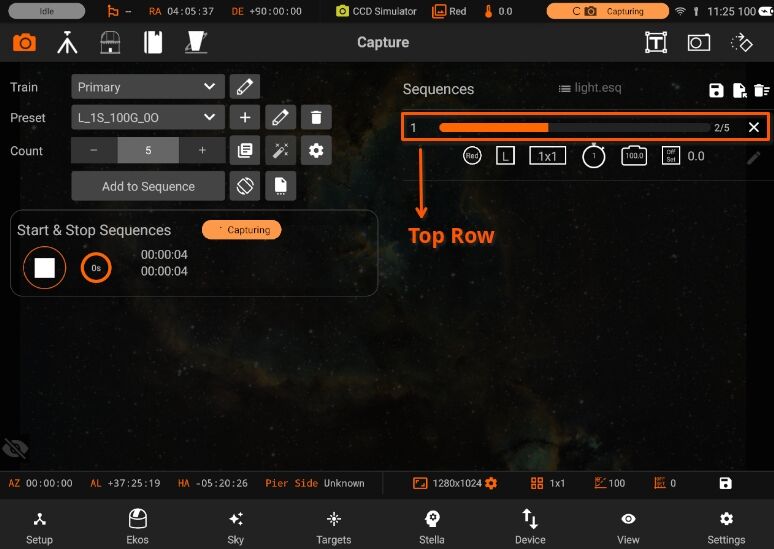 Idle -- RA 04:05:37 DE +90:00:00 CCD Simulator Red 0.0 Capturing 11:25 100
Capture
Train Primary
Preset L_1S_100G_0O
Count − 5 +
Add to Sequence
Start & Stop Sequences Capturing
0s
00:00:04
00:00:04
Sequences light.esq
1 2/5
Red L 1x1 1 100.0 Off Set 0.0
Top Row
AZ 00:00:00 AL +37:25:19 HA -05:20:26 Pier Side Unknown 1280x1024 1x1 100 0
Setup Ekos Sky Targets Stella Device View Settings